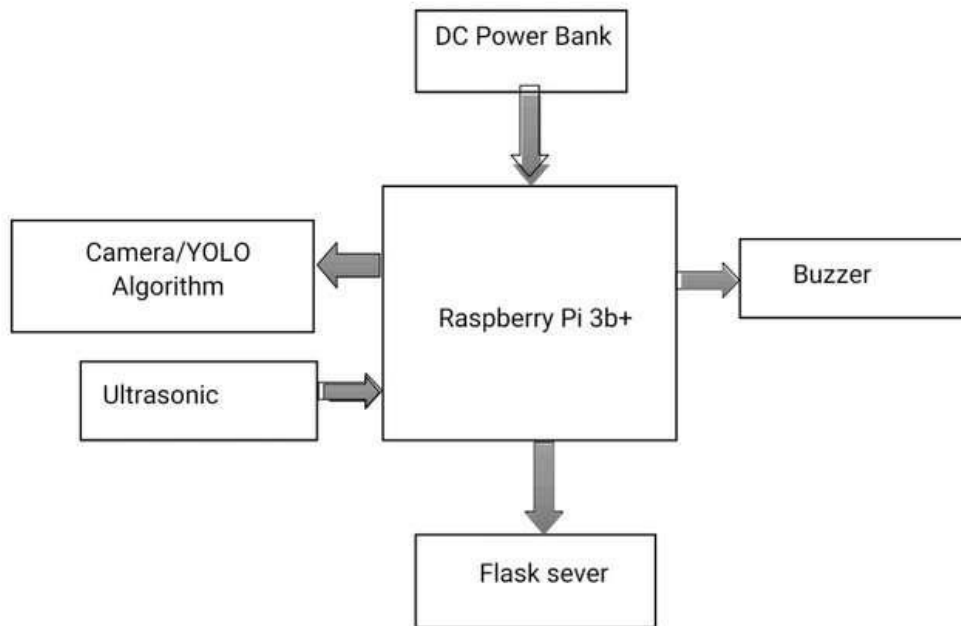 DC Power Bank
Camera/YOLO
Algorithm
Raspberry Pi 3b+
Buzzer
Ultrasonic
Flask sever